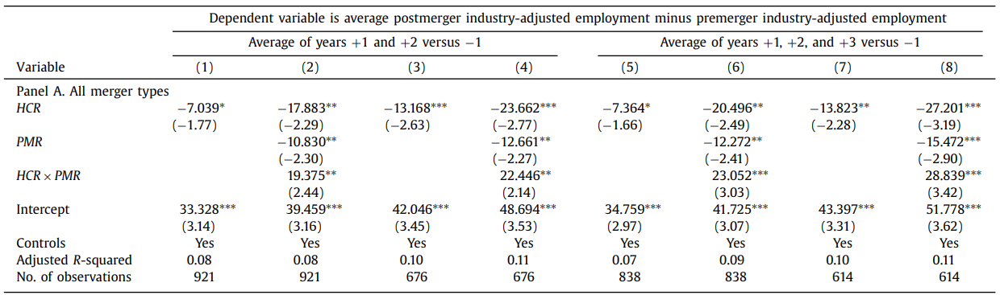 Dependent variable is average postmerger industry-adjusted employment minus premerger industry-adjusted employment
Average of years +1 and +2 versus −1 Average of years +1, +2, and +3 versus −1
Variable (1) (2) (3) (4) (5) (6) (7) (8)
Panel A. All merger types
HCR −7.039* −17.883** −13.168*** −23.662*** −7.364* −20.496** −13.823** −27.201***
(−1.77) (−2.29) (−2.63) (−2.77) (−1.66) (−2.49) (−2.28) (−3.19)
PMR −10.830** −12.661** −12.272** −15.472***
(−2.30) (−2.27) (−2.41) (−2.90)
HCR × PMR 19.375** 22.446** 23.052*** 28.839***
(2.44) (2.14) (3.03) (3.42)
Intercept 33.328*** 39.459*** 42.046*** 48.694*** 34.759*** 41.725*** 43.397*** 51.778***
(3.14) (3.16) (3.45) (3.53) (2.97) (3.07) (3.31) (3.62)
Controls Yes Yes Yes Yes Yes Yes Yes Yes
Adjusted R-squared 0.08 0.08 0.10 0.11 0.07 0.09 0.10 0.11
No. of observations 921 921 676 676 838 838 614 614